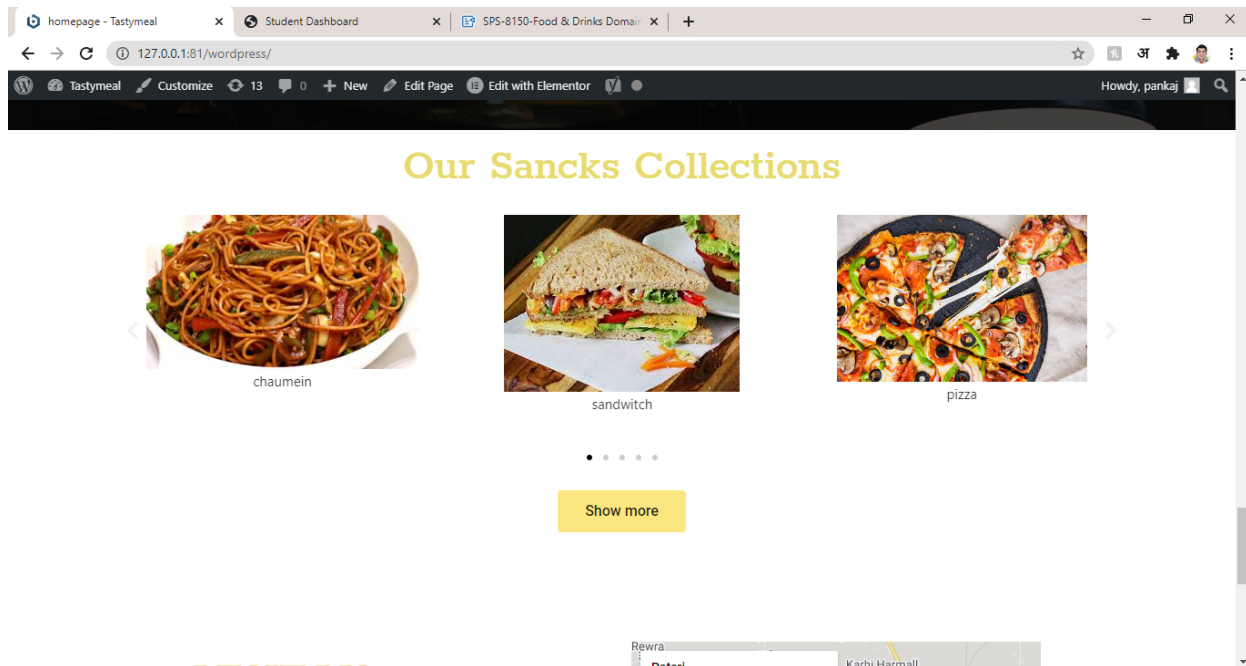 homepage - Tastymeal
Student Dashboard
SPS-8150-Food & Drinks Domain
127.0.0.1:81/wordpress/
अ
Tastymeal Customize 13 0 New Edit Page Edit with Elementor
Howdy, pankaj
Our Sancks Collections
chaumein
sandwitch
pizza
Show more
Rewra
Datari
Karhi Harmall